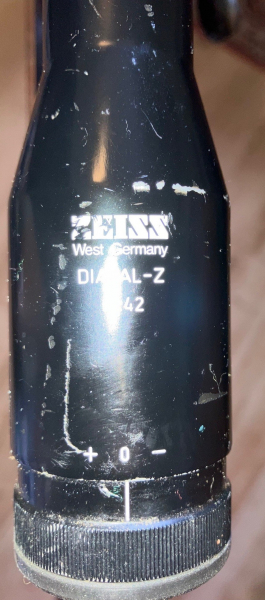 ZEISS
West Germany
42
+ 0 -